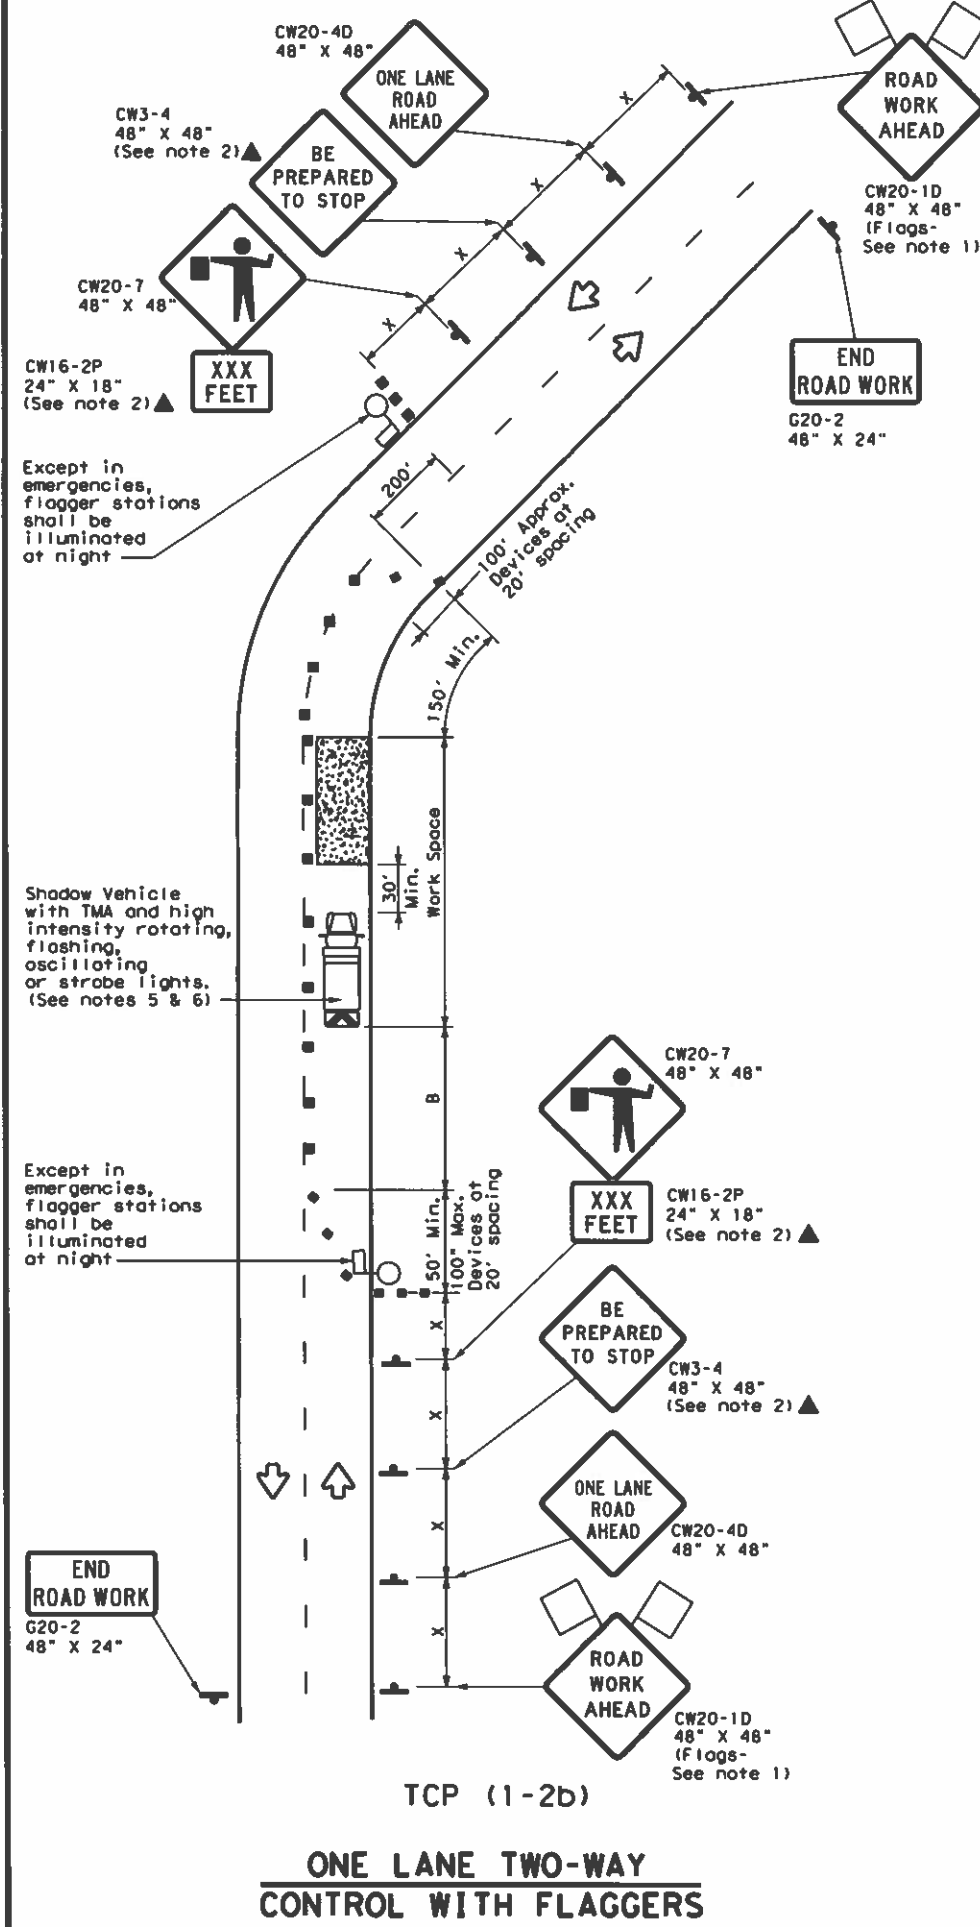 CW20-4D
48" X 48"
ONE LANE
ROAD
AHEAD
ROAD
WORK
AHEAD
CW3-4
48" X 48"
(See note 2)▲
BE
PREPARED
TO STOP
X
X
X
X
CW20-1D
48" X 48"
(Flags-
See note 1)
CW20-7
48" X 48"
XXX
FEET
CW16-2P
24" X 18"
(See note 2)▲
END
ROAD WORK
G20-2
48" X 24"
Except in
emergencies,
flagger stations
shall be
illuminated
at night
200'
100' Approx.
Devices at
20' spacing
150' Min.
Work Space
30'
Min.
Shadow Vehicle
with TMA and high
intensity rotating,
flashing,
oscillating
or strobe lights.
(See notes 5 & 6)
B
CW20-7
48" X 48"
XXX
FEET
CW16-2P
24" X 18"
(See note 2)▲
Except in
emergencies,
flagger stations
shall be
illuminated
at night
50' Min.
100" Max.
Devices at
20' spacing
X
BE
PREPARED
TO STOP
CW3-4
48" X 48"
(See note 2)▲
X
ONE LANE
ROAD
AHEAD
CW20-4D
48" X 48"
X
X
END
ROAD WORK
G20-2
48" X 24"
ROAD
WORK
AHEAD
CW20-1D
48" X 48"
(Flags-
See note 1)
TCP (1-2b)
ONE LANE TWO-WAY
CONTROL WITH FLAGGERS